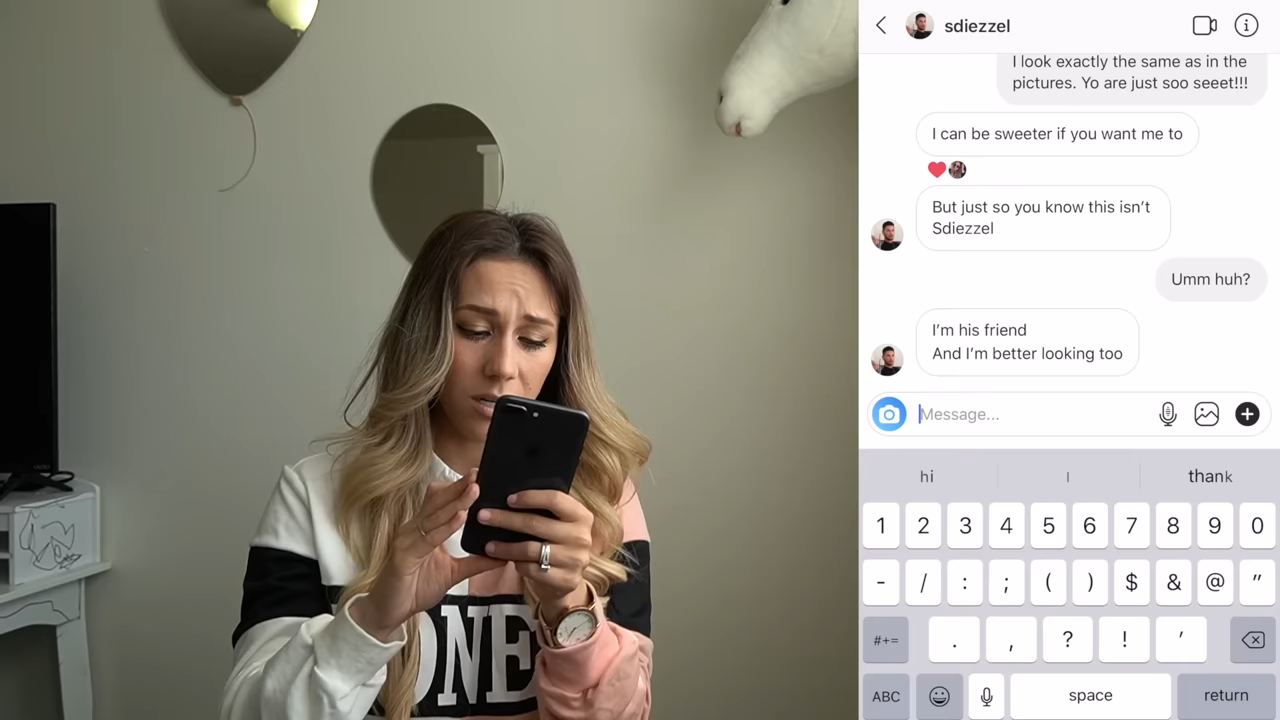 sdiezzel
I look exactly the same as in the
pictures. Yo are just soo seeet!!!
I can be sweeter if you want me to
But just so you know this isn't
Sdiezzel
Umm huh?
I'm his friend
And I'm better looking too
Message...
hi I thank
1 2 3 4 5 6 7 8 9 0
- / : ; ( ) $ & @ "
#+= . , ? ! '
ABC space return
ONE